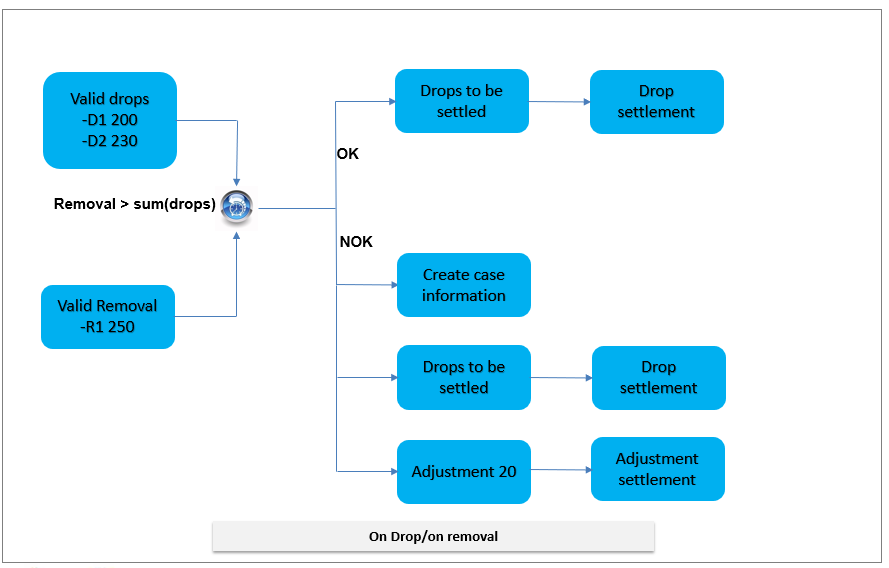 Valid drops
-D1 200
-D2 230
Removal > sum(drops)
Valid Removal
-R1 250
OK
NOK
Drops to be
settled
Drop
settlement
Create case
information
Drops to be
settled
Drop
settlement
Adjustment 20
Adjustment
settlement
On Drop/on removal